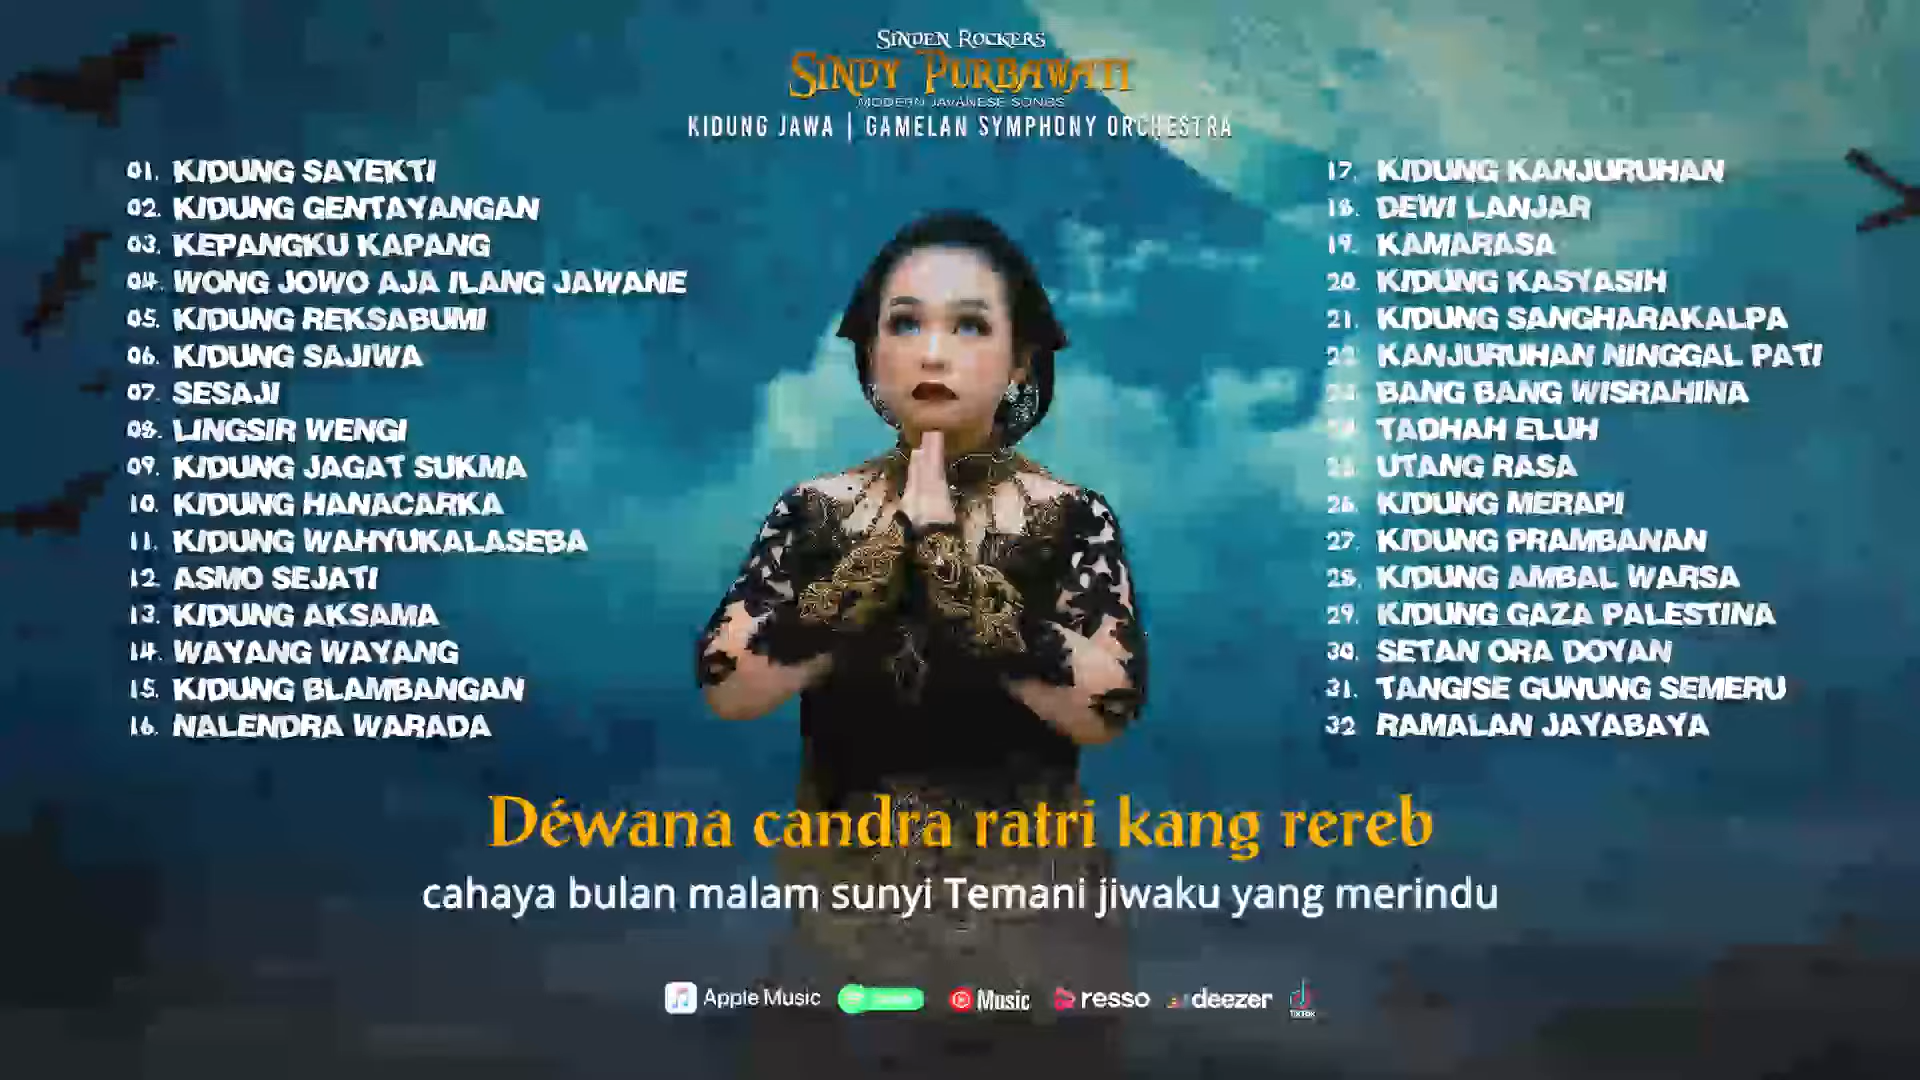 SINDEN ROCKERS
SINDY PURBAWATI
MODERN JAVANESE SONGS
KIDUNG JAWA | GAMELAN SYMPHONY ORCHESTRA
01. KIDUNG SAYEKTI
02. KIDUNG GENTAYANGAN
03. KEPANGKU KAPANG
04. WONG JOWO AJA ILANG JAWANE
05. KIDUNG REKSABUMI
06. KIDUNG SAJIWA
07. SESAJI
08. LINGSIR WENGI
09. KIDUNG JAGAT SUKMA
10. KIDUNG HANACARKA
11. KIDUNG WAHYUKALASEBA
12. ASMO SEJATI
13. KIDUNG AKSAMA
14. WAYANG WAYANG
15. KIDUNG BLAMBANGAN
16. NALENDRA WARADA
17. KIDUNG KANJURUHAN
18. DEWI LANJAR
19. KAMARASA
20. KIDUNG KASYASIH
21. KIDUNG SANGHARAKALPA
22. KANJURUHAN NINGGAL PATI
BANG BANG WISRAHINA
TADHAH ELUH
UTANG RASA
26. KIDUNG MERAPI
27. KIDUNG PRAMBANAN
28. KIDUNG AMBAL WARSA
29. KIDUNG GAZA PALESTINA
30. SETAN ORA DOYAN
31. TANGISE GUNUNG SEMERU
32. RAMALAN JAYABAYA
Déwana candra ratri kang rereb
cahaya bulan malam sunyi Temani jiwaku yang merindu
Apple Music
Music
resso
deezer
TIKTOK